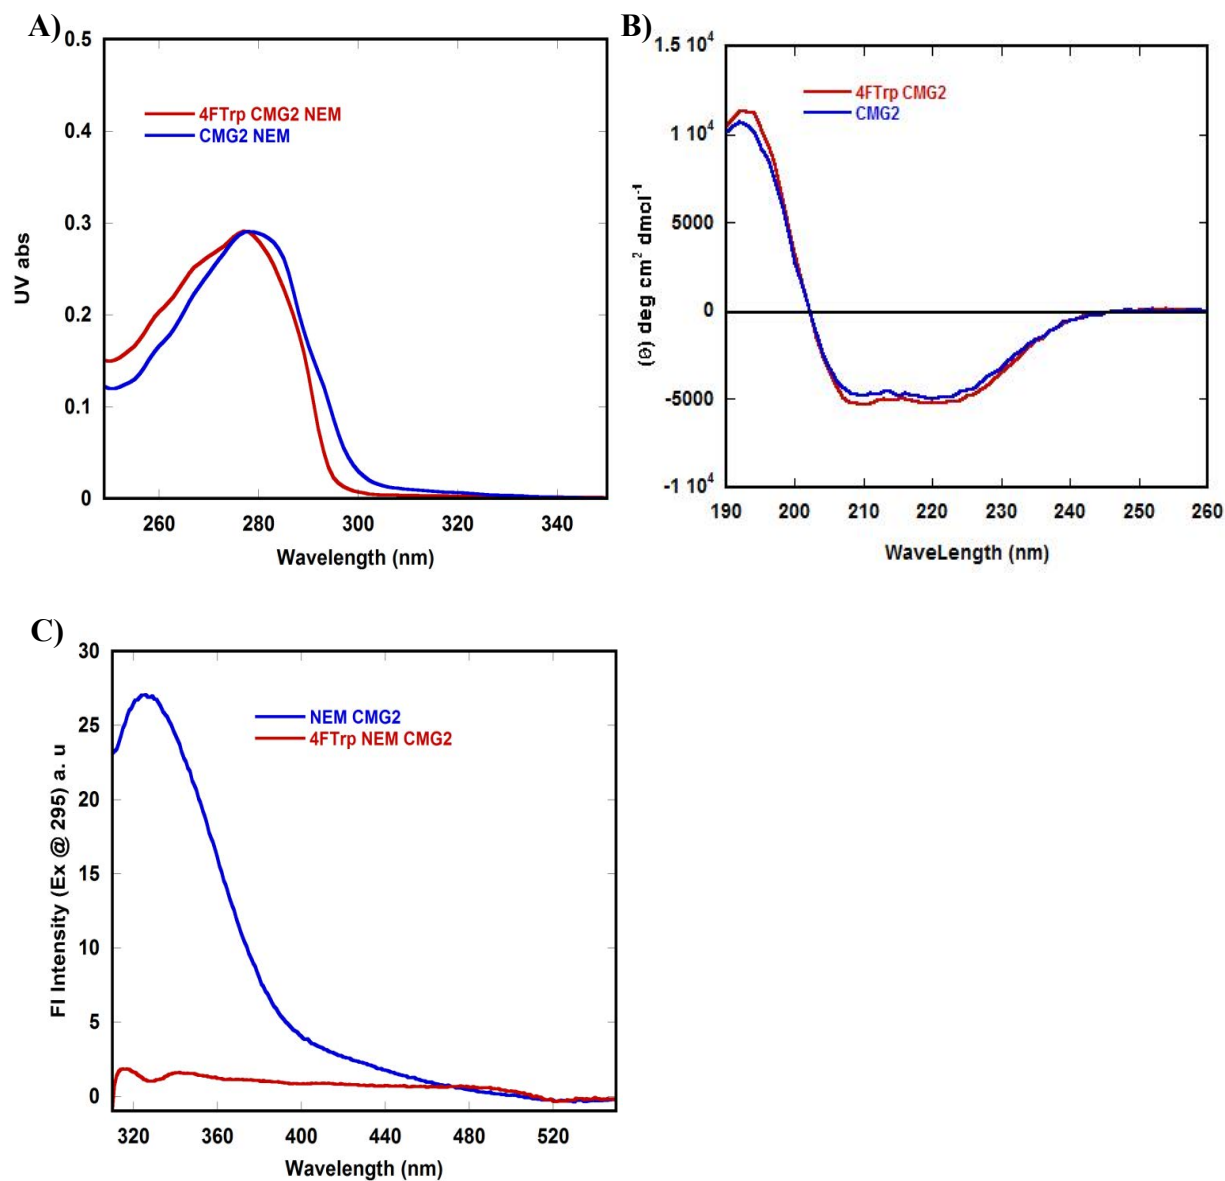 A)
0.5
0.4
0.3
0.2
0.1
0
UV abs
4FTrp CMG2 NEM
CMG2 NEM
260 280 300 320 340
Wavelength (nm)
B)
1.5 10⁴
1 10⁴
5000
0
-5000
-1 10⁴
(Θ) deg cm² dmol⁻¹
4FTrp CMG2
CMG2
190 200 210 220 230 240 250 260
WaveLength (nm)
C)
30
25
20
15
10
5
0
FI Intensity (Ex @ 295) a. u
NEM CMG2
4FTrp NEM CMG2
320 360 400 440 480 520
Wavelength (nm)